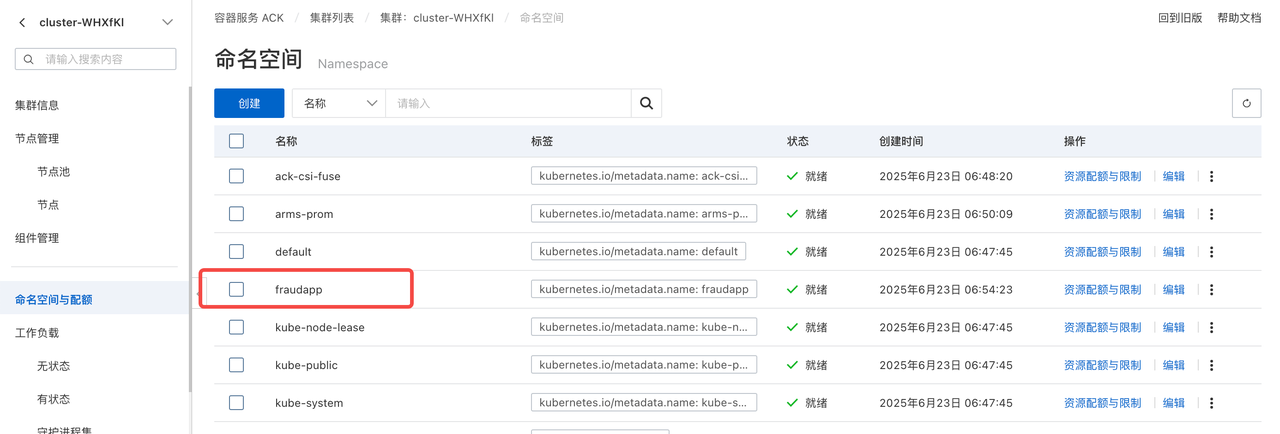 cluster-WHXfKl
请输入搜索内容
集群信息
节点管理
节点池
节点
组件管理
命名空间与配额
工作负载
无状态
有状态
守护进程集
容器服务 ACK / 集群列表 / 集群：cluster-WHXfKl / 命名空间
回到旧版 帮助文档
命名空间 Namespace
创建 名称 请输入
名称 标签 状态 创建时间 操作
ack-csi-fuse kubernetes.io/metadata.name: ack-csi... 就绪 2025年6月23日 06:48:20 资源配额与限制 编辑
arms-prom kubernetes.io/metadata.name: arms-p... 就绪 2025年6月23日 06:50:09 资源配额与限制 编辑
default kubernetes.io/metadata.name: default 就绪 2025年6月23日 06:47:45 资源配额与限制 编辑
fraudapp kubernetes.io/metadata.name: fraudapp 就绪 2025年6月23日 06:54:23 资源配额与限制 编辑
kube-node-lease kubernetes.io/metadata.name: kube-n... 就绪 2025年6月23日 06:47:45 资源配额与限制 编辑
kube-public kubernetes.io/metadata.name: kube-p... 就绪 2025年6月23日 06:47:45 资源配额与限制 编辑
kube-system kubernetes.io/metadata.name: kube-s... 就绪 2025年6月23日 06:47:45 资源配额与限制 编辑